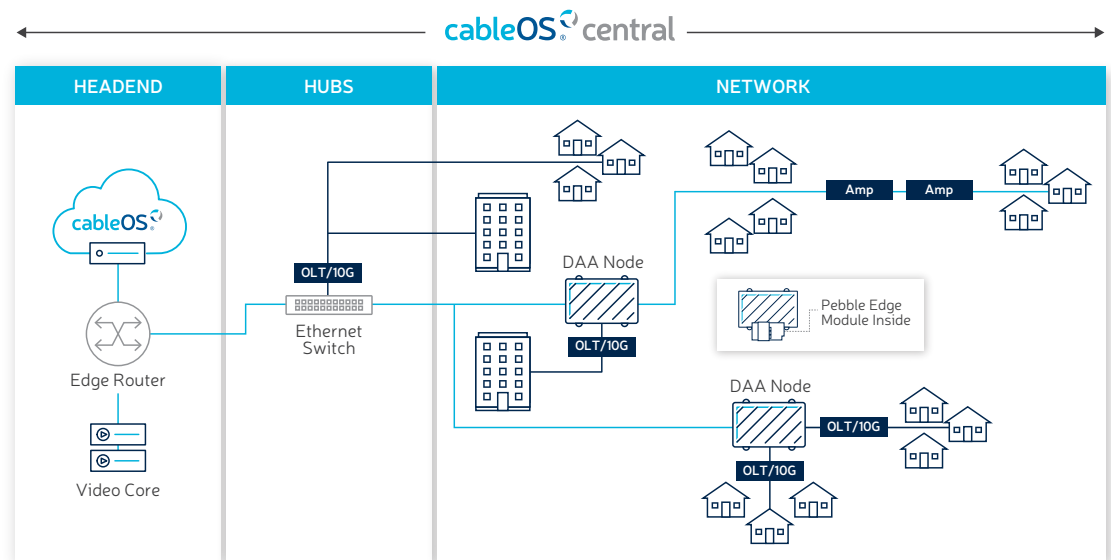 cableOS® central
HEADEND
HUBS
NETWORK
cableOS®
Edge Router
Video Core
OLT/10G
Ethernet
Switch
DAA Node
OLT/10G
Amp
Amp
Pebble Edge
Module Inside
DAA Node
OLT/10G
OLT/10G